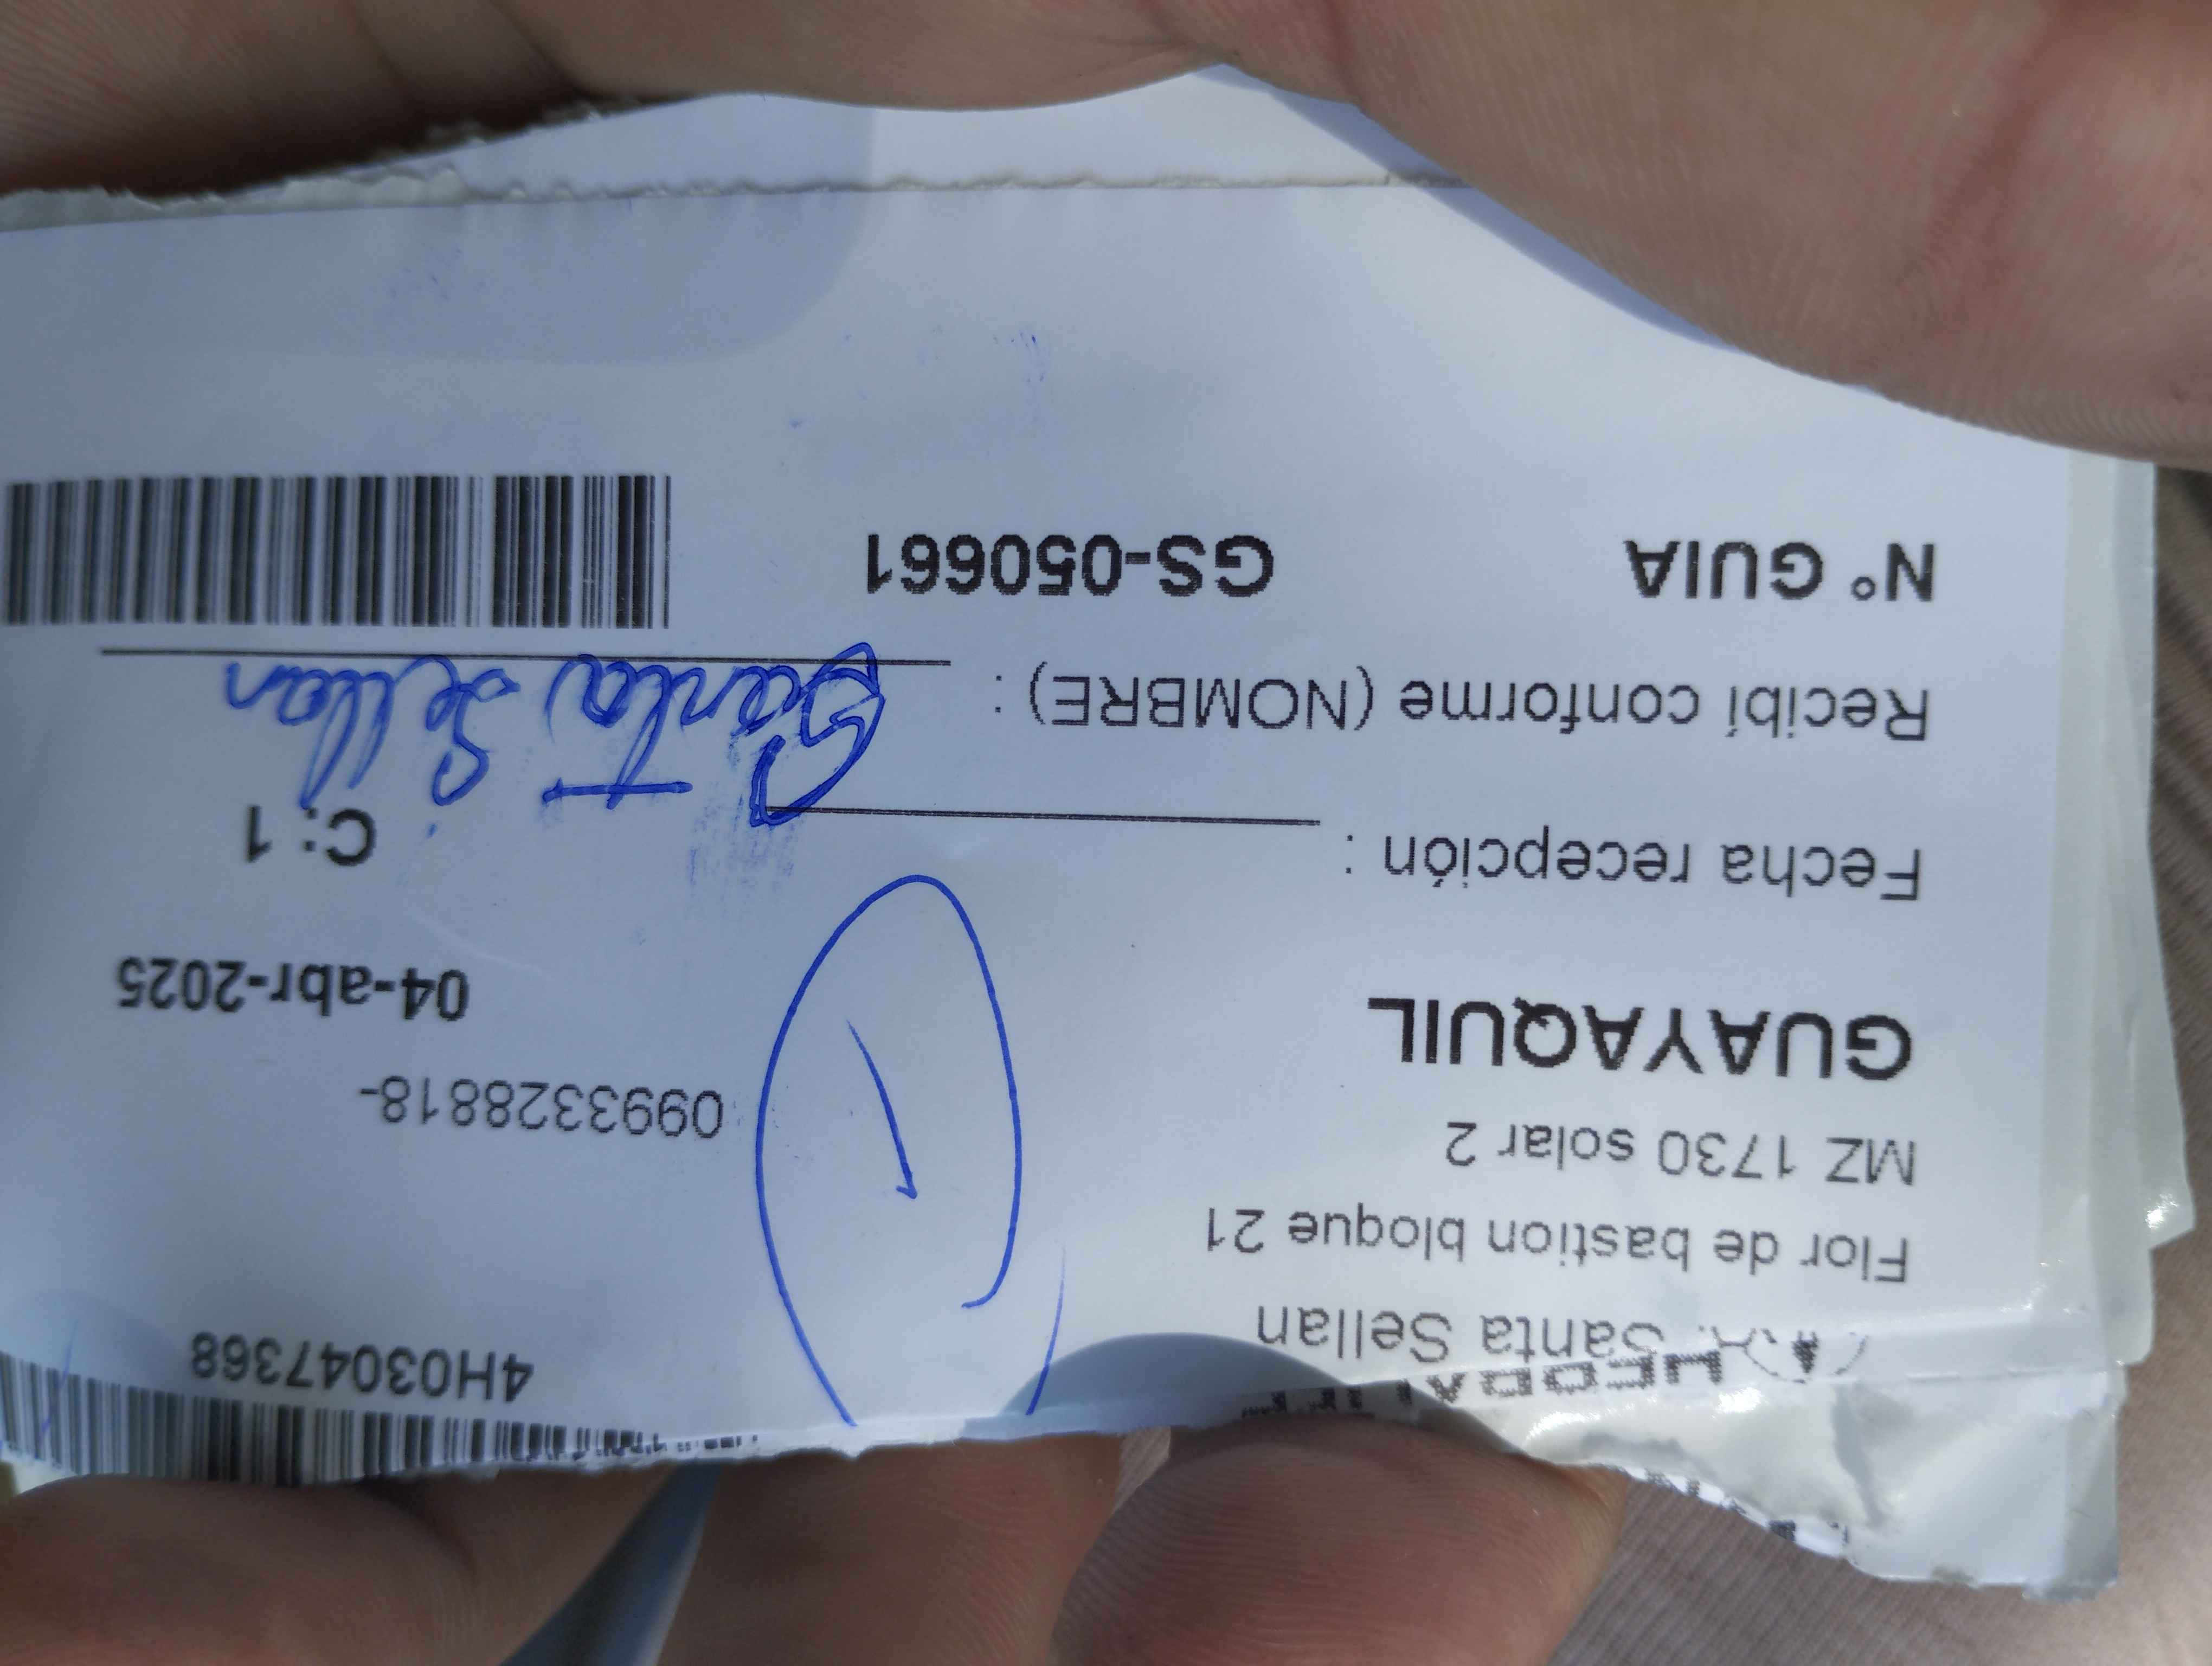 4H03047368
A. Santa Sellan
Flor de bastion bloque 21
MZ 1730 solar 2
0993328818-
GUAYAQUIL
04-abr-2025
Fecha recepción :
C: 1
Recibí conforme (NOMBRE) : Santa Sellan
N° GUIA GS-050661